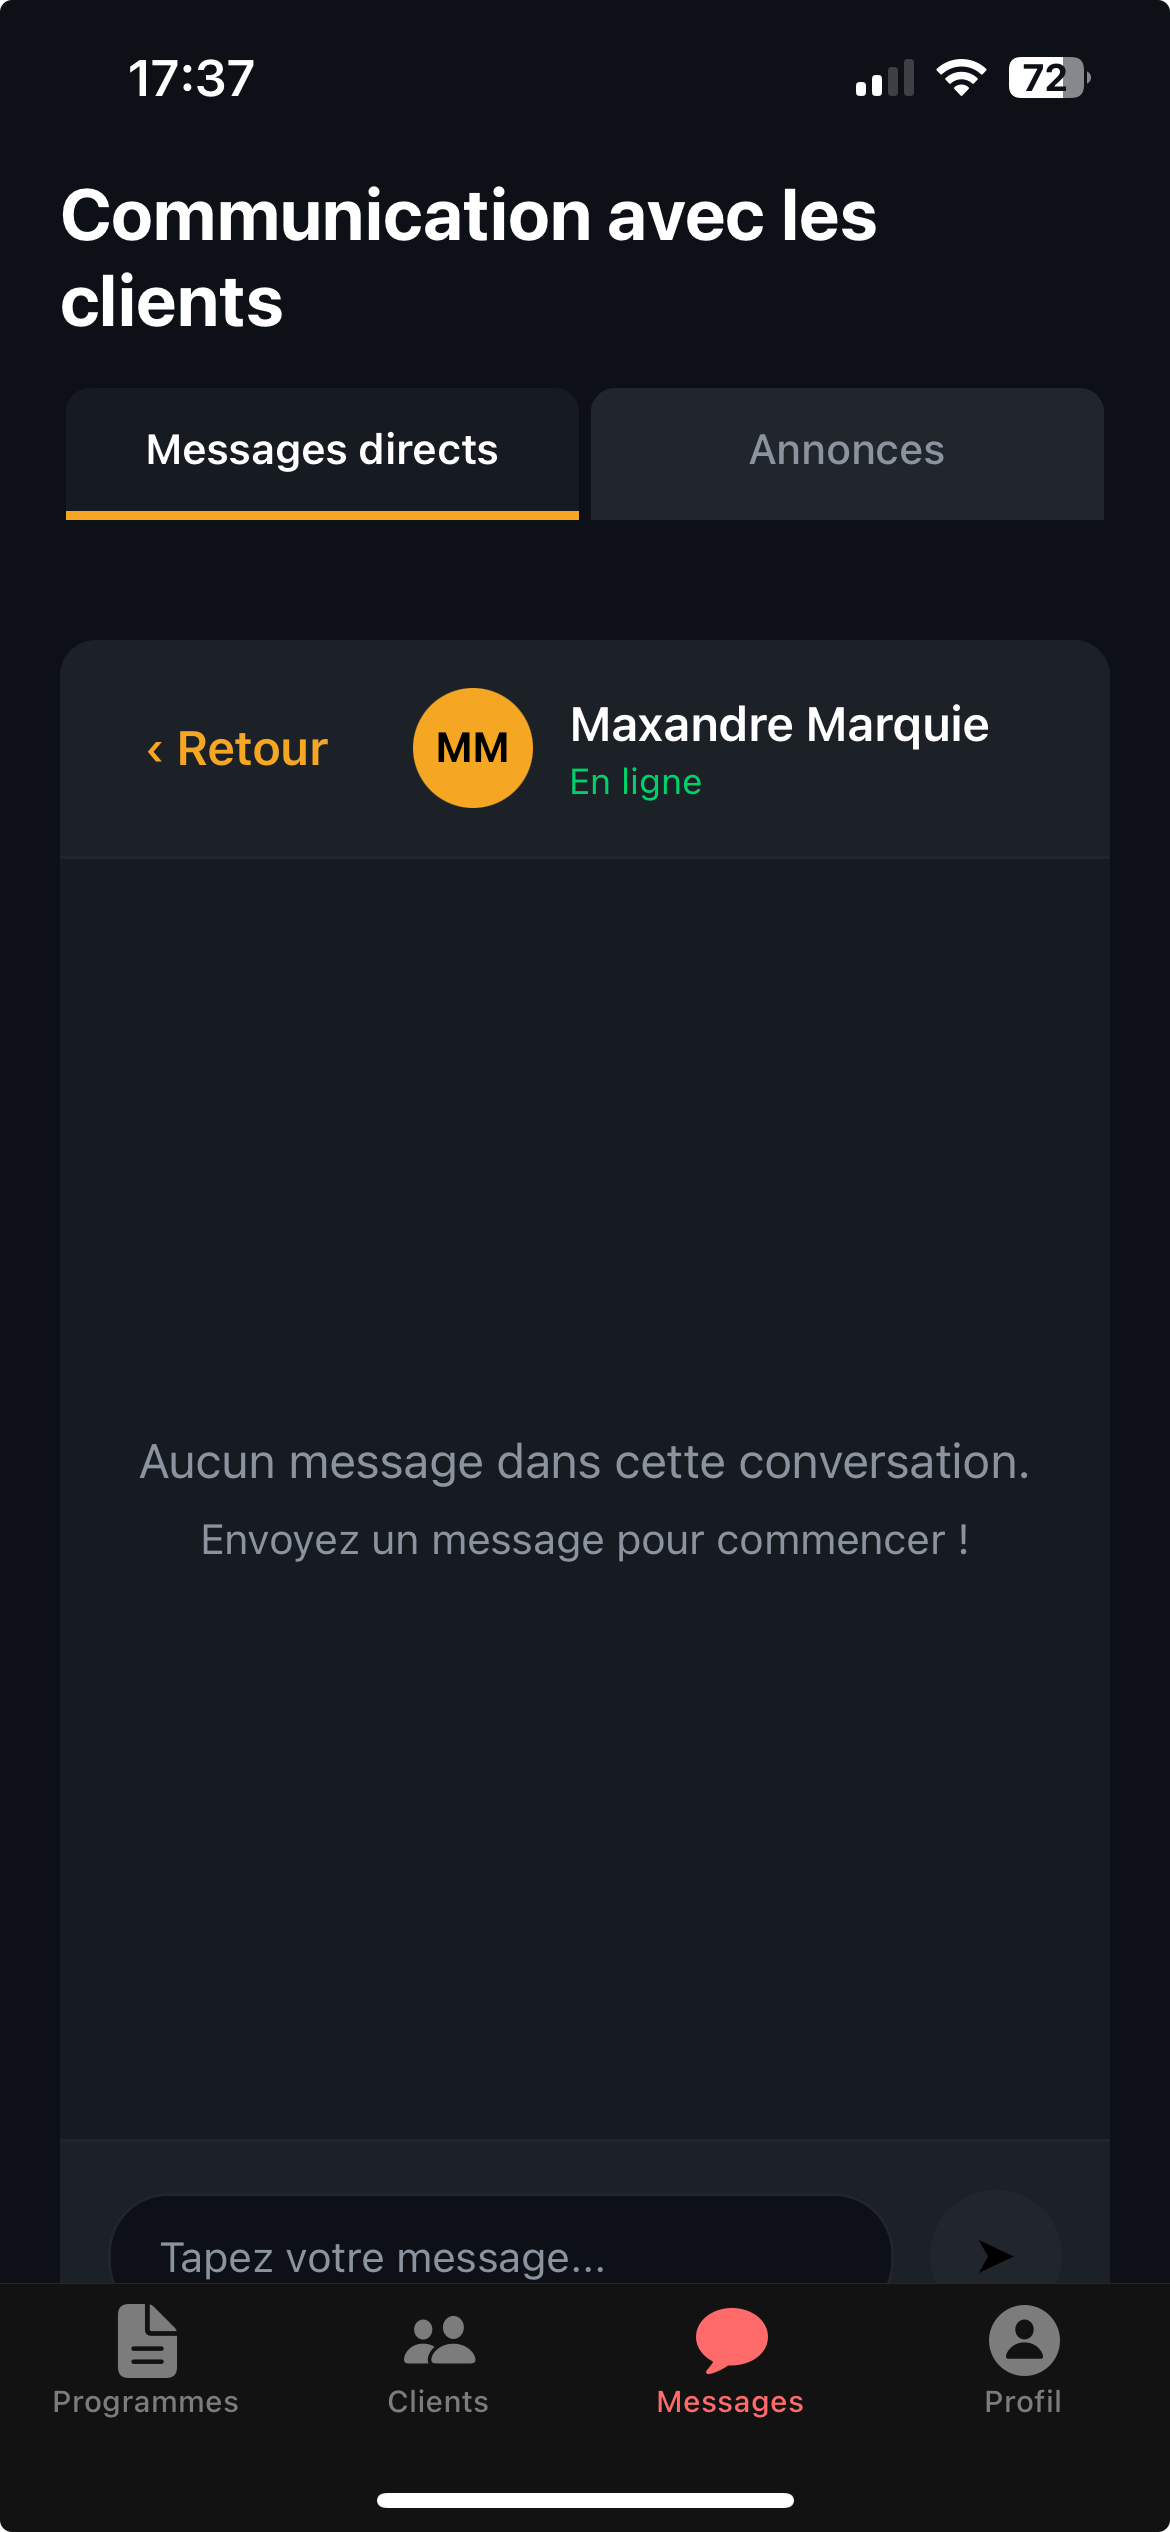 17:37
72
Communication avec les
clients
Messages directs
Annonces
‹ Retour
MM
Maxandre Marquie
En ligne
Aucun message dans cette conversation.
Envoyez un message pour commencer !
Tapez votre message...
Programmes
Clients
Messages
Profil